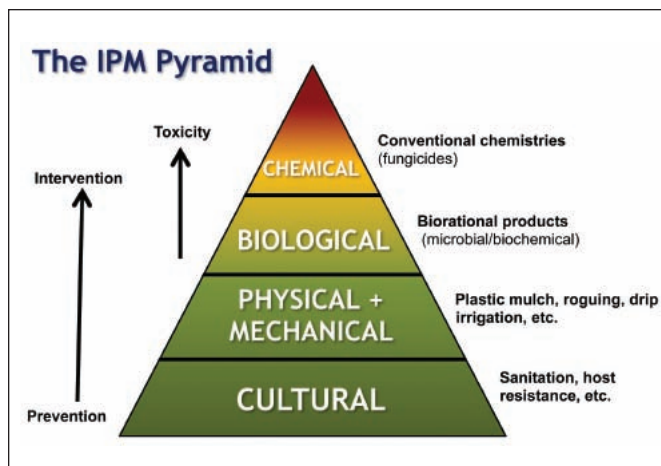 The IPM Pyramid
Toxicity
Intervention
Prevention
CHEMICAL
Conventional chemistries
(fungicides)
BIOLOGICAL
Biorational products
(microbial/biochemical)
PHYSICAL +
MECHANICAL
Plastic mulch, roguing, drip
irrigation, etc.
CULTURAL
Sanitation, host
resistance, etc.